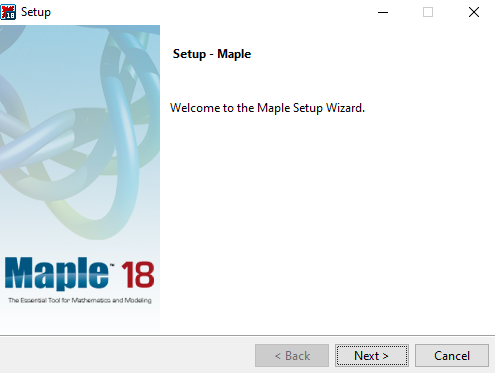 Setup
Setup - Maple
Welcome to the Maple Setup Wizard.
Maple™ 18
The Essential Tool for Mathematics and Modeling
< Back
Next >
Cancel